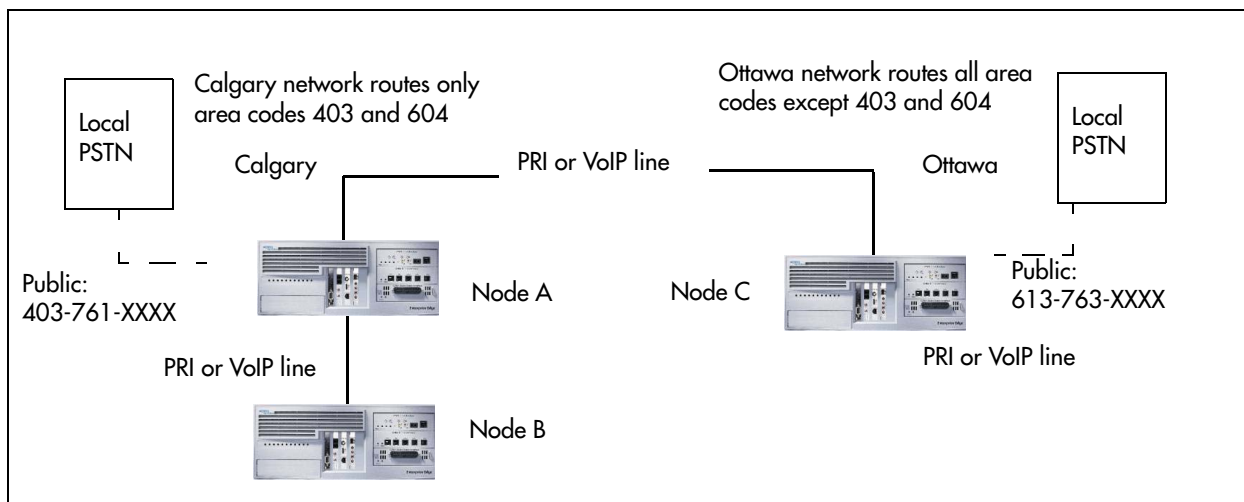 Local
PSTN
Calgary network routes only
area codes 403 and 604
Calgary
PRI or VoIP line
Ottawa network routes all area
codes except 403 and 604
Ottawa
Local
PSTN
Public:
403-761-XXXX
Node A
Node C
Public:
613-763-XXXX
PRI or VoIP line
PRI or VoIP line
Node B